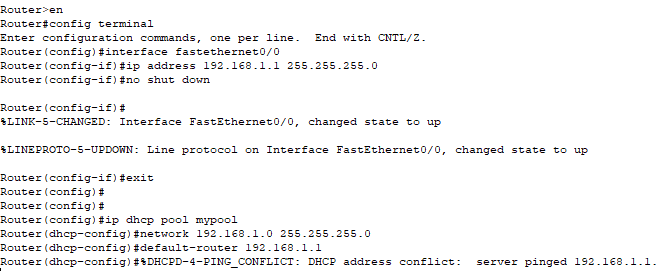 Router>en
Router#config terminal
Enter configuration commands, one per line.  End with CNTL/Z.
Router(config)#interface fastethernet0/0
Router(config-if)#ip address 192.168.1.1 255.255.255.0
Router(config-if)#no shut down
Router(config-if)#
%LINK-5-CHANGED: Interface FastEthernet0/0, changed state to up
%LINEPROTO-5-UPDOWN: Line protocol on Interface FastEthernet0/0, changed state to up
Router(config-if)#exit
Router(config)#
Router(config)#
Router(config)#ip dhcp pool mypool
Router(dhcp-config)#network 192.168.1.0 255.255.255.0
Router(dhcp-config)#default-router 192.168.1.1
Router(dhcp-config)#%DHCPD-4-PING_CONFLICT: DHCP address conflict:  server pinged 192.168.1.1.